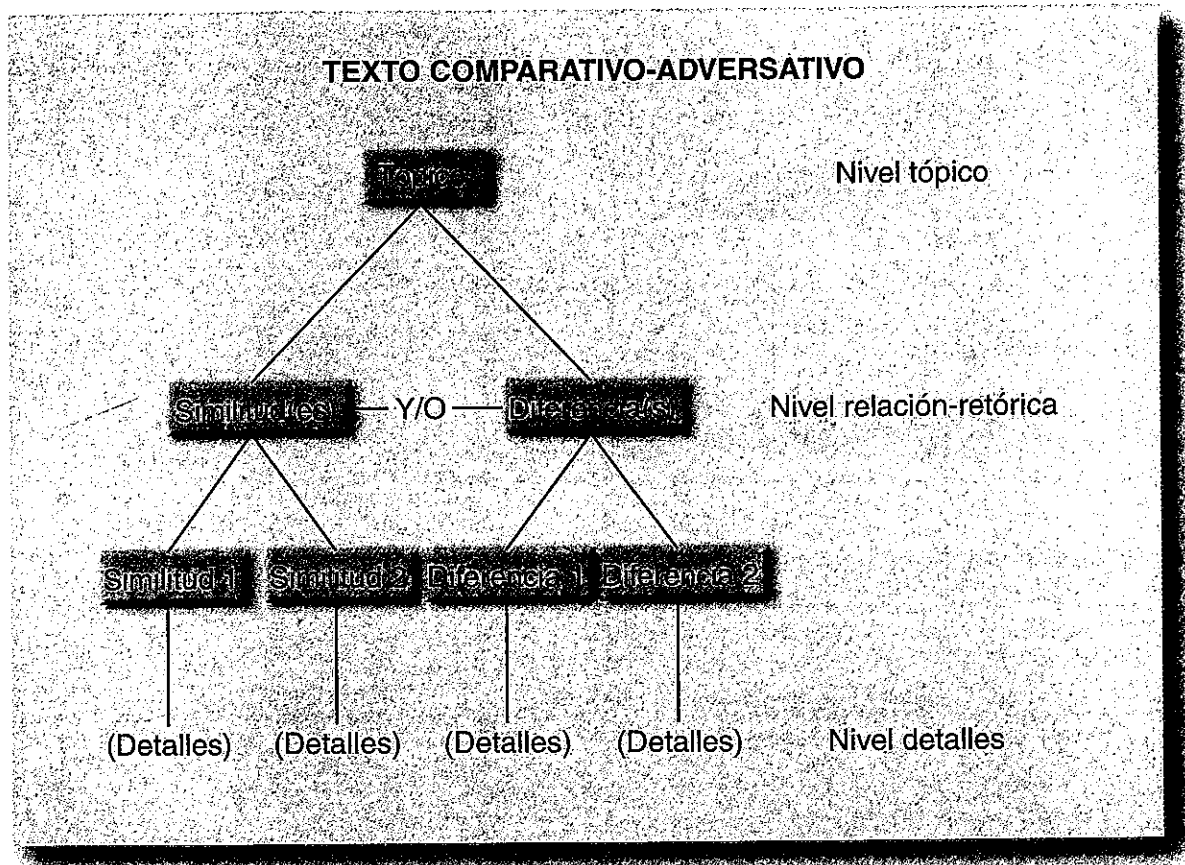 TEXTO COMPARATIVO-ADVERSATIVO
Tópico
Nivel tópico
Similitud(es) Y/O Diferencia(s) Nivel relación-retórica
Similitud 1 Similitud 2 Diferencia 1 Diferencia 2
(Detalles) (Detalles) (Detalles) (Detalles) Nivel detalles